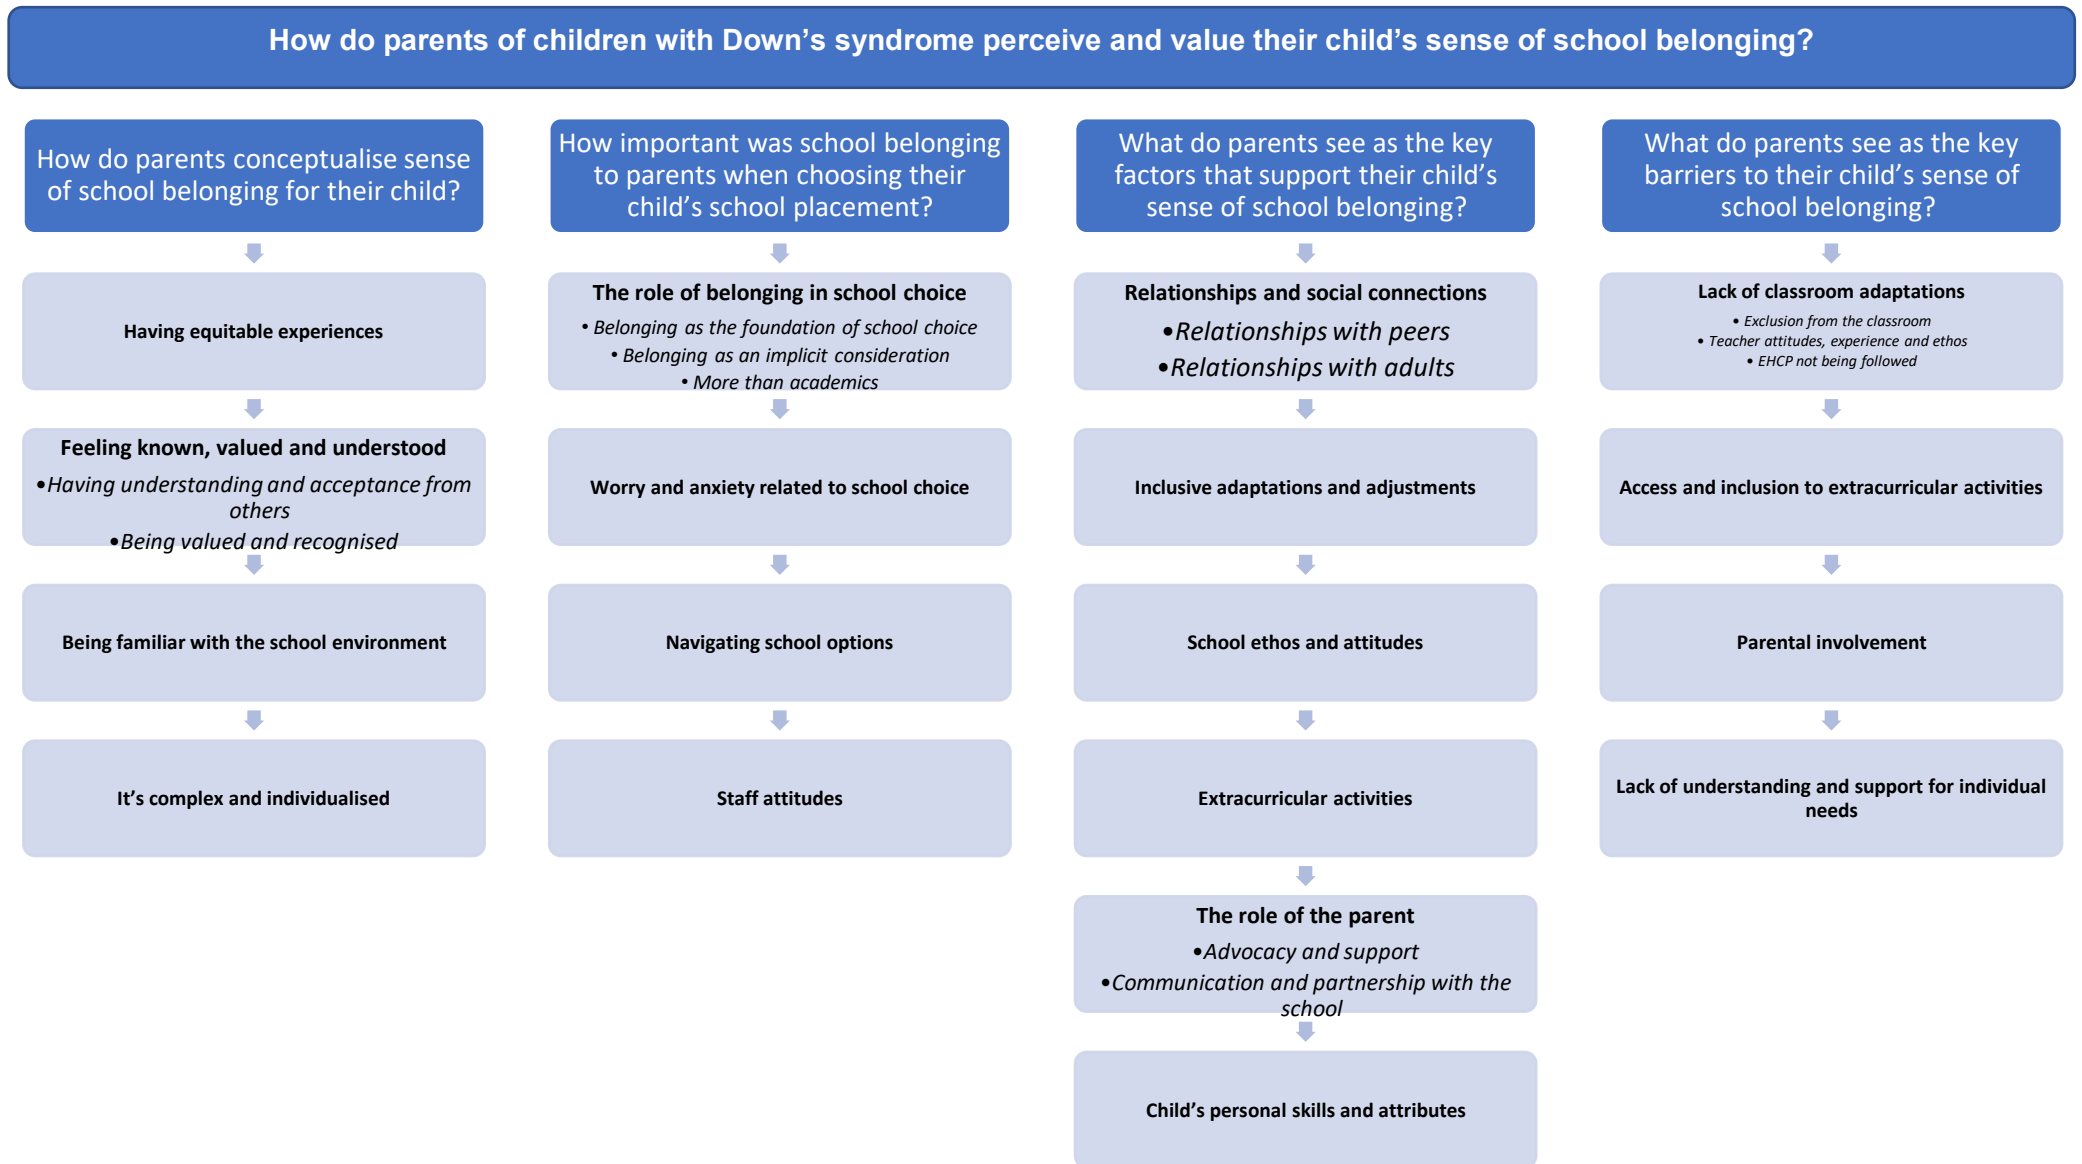 How do parents of children with Down’s syndrome perceive and value their child’s sense of school belonging?
How do parents conceptualise sense
of school belonging for their child?
Having equitable experiences
Feeling known, valued and understood
•Having understanding and acceptance from
others
•Being valued and recognised
Being familiar with the school environment
It’s complex and individualised
How important was school belonging
to parents when choosing their
child’s school placement?
The role of belonging in school choice
• Belonging as the foundation of school choice
• Belonging as an implicit consideration
• More than academics
Worry and anxiety related to school choice
Navigating school options
Staff attitudes
What do parents see as the key
factors that support their child’s
sense of school belonging?
Relationships and social connections
•Relationships with peers
•Relationships with adults
Inclusive adaptations and adjustments
School ethos and attitudes
Extracurricular activities
The role of the parent
•Advocacy and support
•Communication and partnership with the
school
Child’s personal skills and attributes
What do parents see as the key
barriers to their child’s sense of
school belonging?
Lack of classroom adaptations
• Exclusion from the classroom
• Teacher attitudes, experience and ethos
• EHCP not being followed
Access and inclusion to extracurricular activities
Parental involvement
Lack of understanding and support for individual
needs